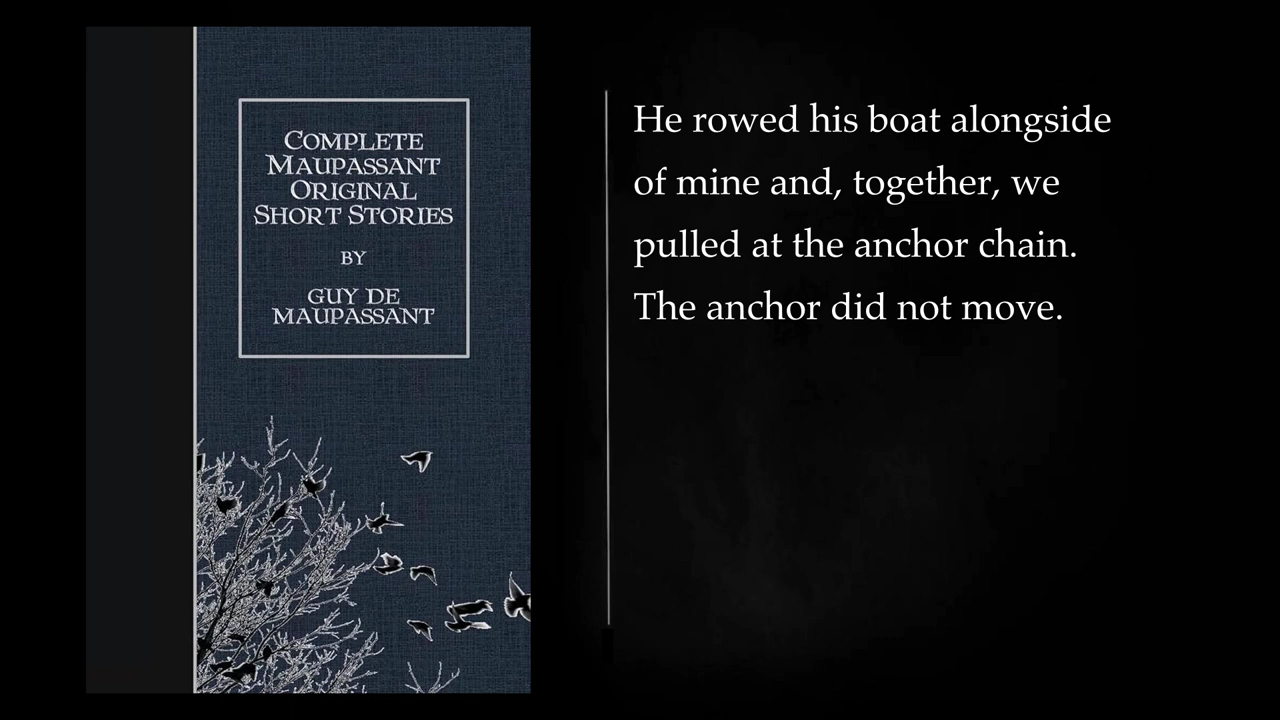 COMPLETE
MAUPASSANT
ORIGINAL
SHORT STORIES
BY
GUY DE
MAUPASSANT
He rowed his boat alongside
of mine and, together, we
pulled at the anchor chain.
The anchor did not move.